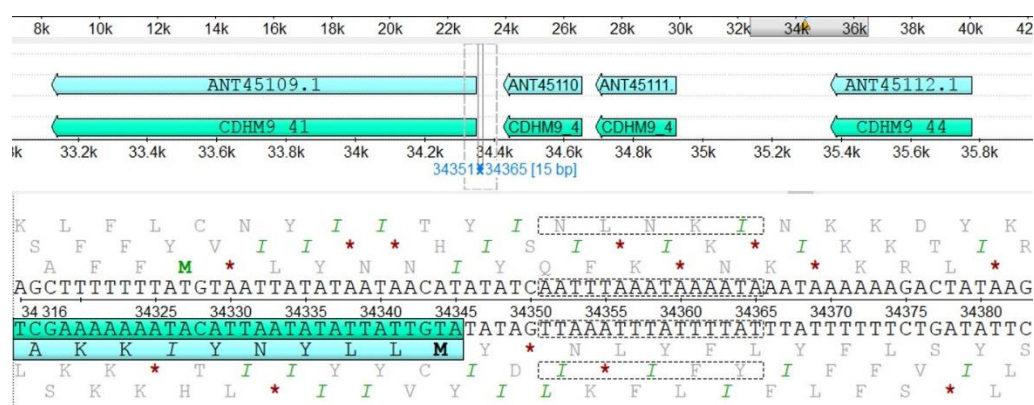 8k 10k 12k 14k 16k 18k 20k 22k 24k 26k 28k 30k 32k 34k 36k 38k 40k 42
ANT45109.1 ANT45110 ANT45111. ANT45112.1
CDHM9_41 CDHM9_4 CDHM9_4 CDHM9_44
33.2k 33.4k 33.6k 33.8k 34k 34.2k 34.4k 34.6k 34.8k 35k 35.2k 35.4k 35.6k 35.8k
34351 34365 [15 bp]
K L F L C N Y I I T Y I N L N K I N K K D Y K
S F F Y V I I * * H I S I * I K * I K K T I R
A F F M * L Y N N I Y Q F K * N K * K R L *
AGCTTTTTTTATGTAATTATATAATAACATATATCAATTTAAATAAAATAAATAAAAAAGACTATAAG
34 316 34325 34330 34335 34340 34345 34350 34355 34360 34365 34370 34375 34380
TCGAAAAAAATACATTAATATATTATTGTATATAGTTAAATTTATTTTATTTATTTTTTCTGATATTC
A K K I Y N Y L L M Y * N L Y F L Y F L S Y S
L K K * T I I Y Y C I D I * I F Y I F F V I L
S K K H L * I I V Y I L K F L I F L F S * L